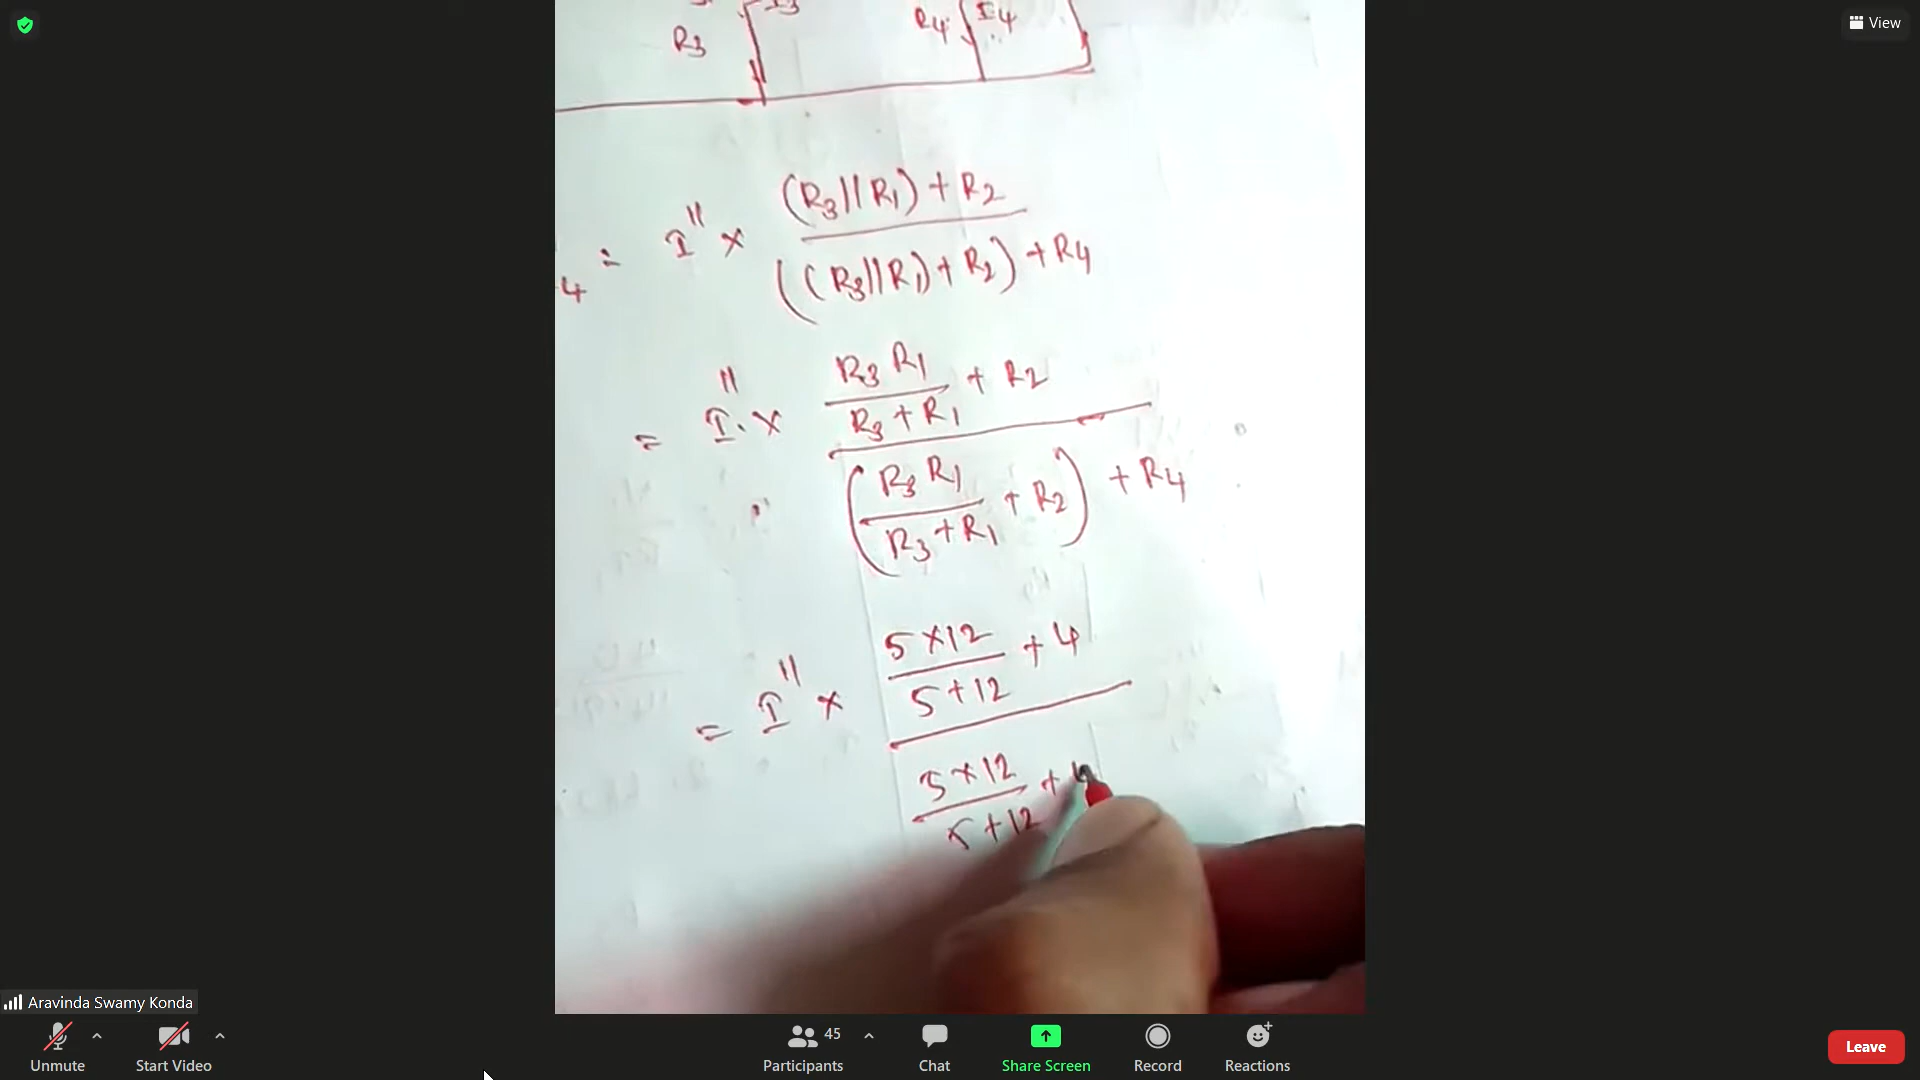 View
R3 I3 R4 I4
4 = I" × (R3||R1) + R2
((R3||R1) + R2) + R4
= I" × R3 R1 + R2
R3 + R1
(R3 R1 + R2) + R4
R3 + R1
= I" × 5×12 + 4
5+12
5×12 +
5+12
Aravinda Swamy Konda
Unmute
Start Video
45
Participants
Chat
Share Screen
Record
Reactions
Leave